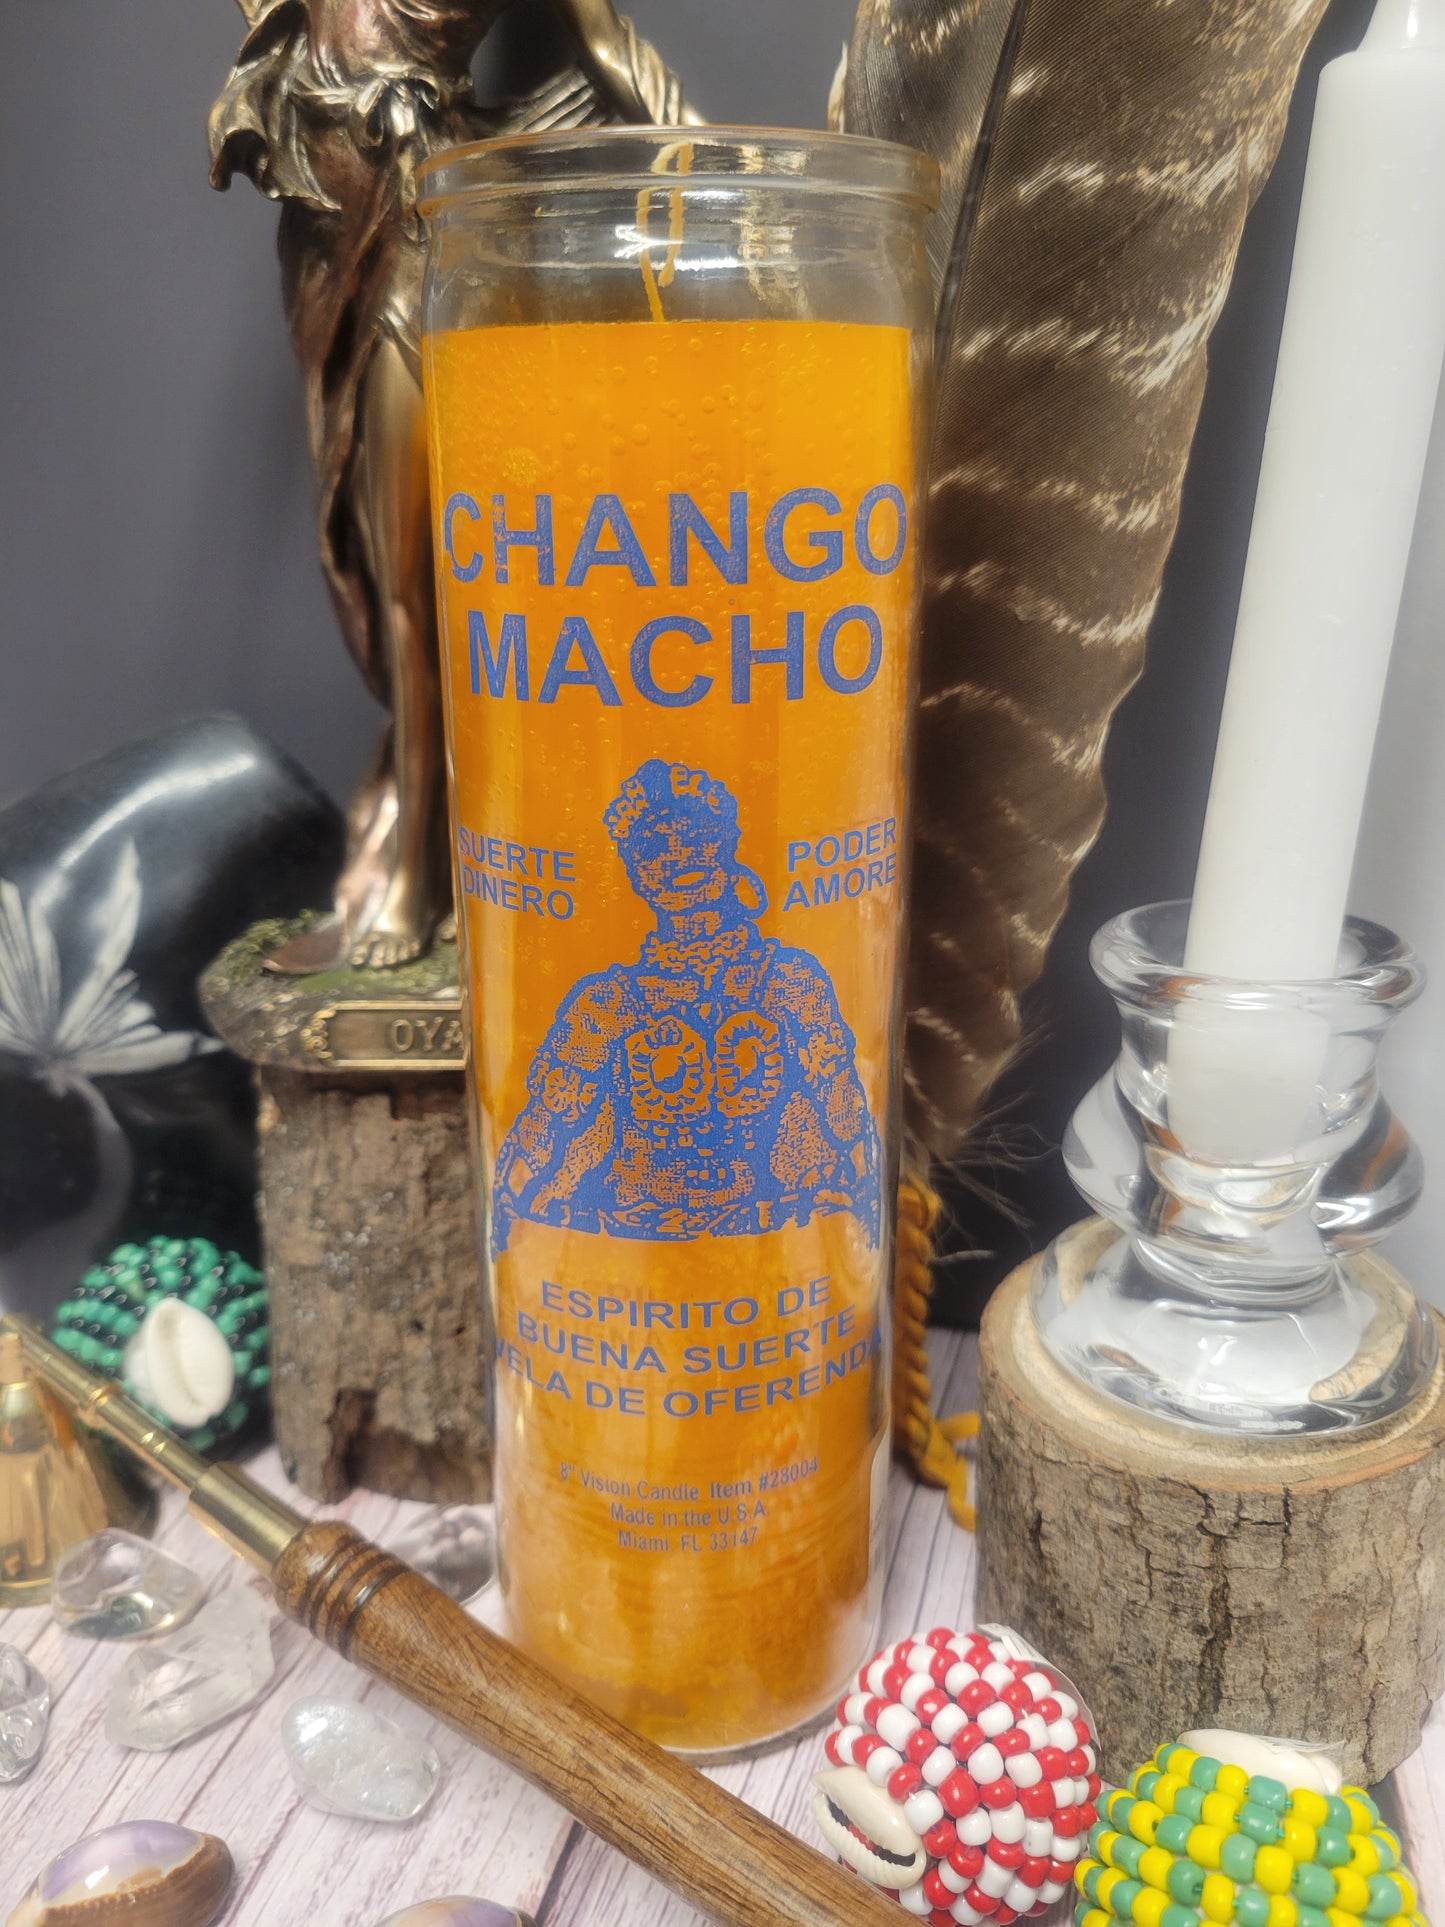 CHANGO
MACHO
SUERTE
DINERO
PODER
AMORE
OYA
ESPIRITO DE
BUENA SUERTE
VELA DE OFERENDA
8" Vision Candle Item #28004
Made in the U.S.A.
Miami FL 33147